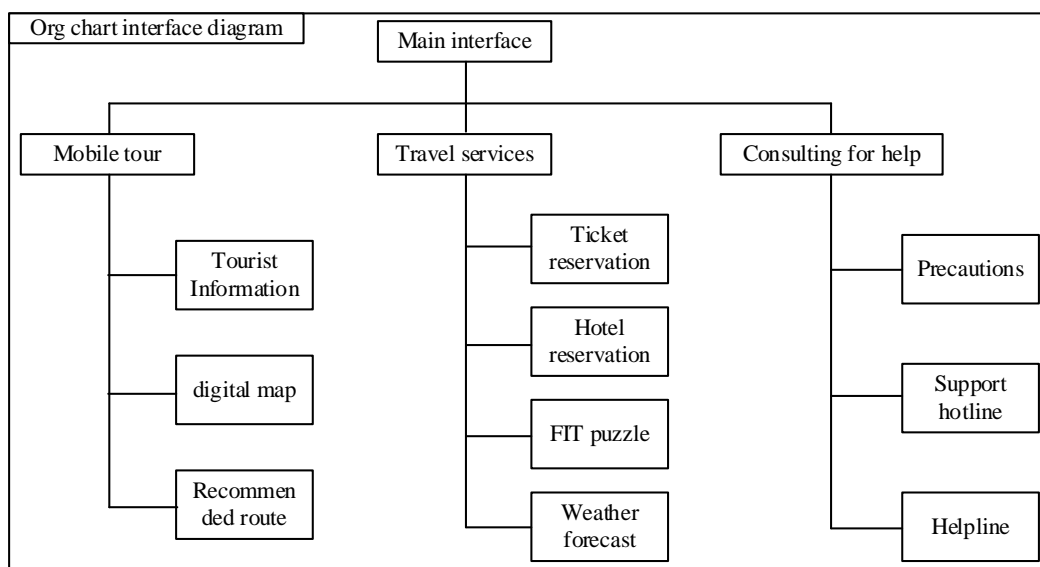 Org chart interface diagram
Main interface
Mobile tour
Travel services
Consulting for help
Tourist
Information
digital map
Recommen
ded route
Ticket
reservation
Hotel
reservation
FIT puzzle
Weather
forecast
Precautions
Support
hotline
Helpline